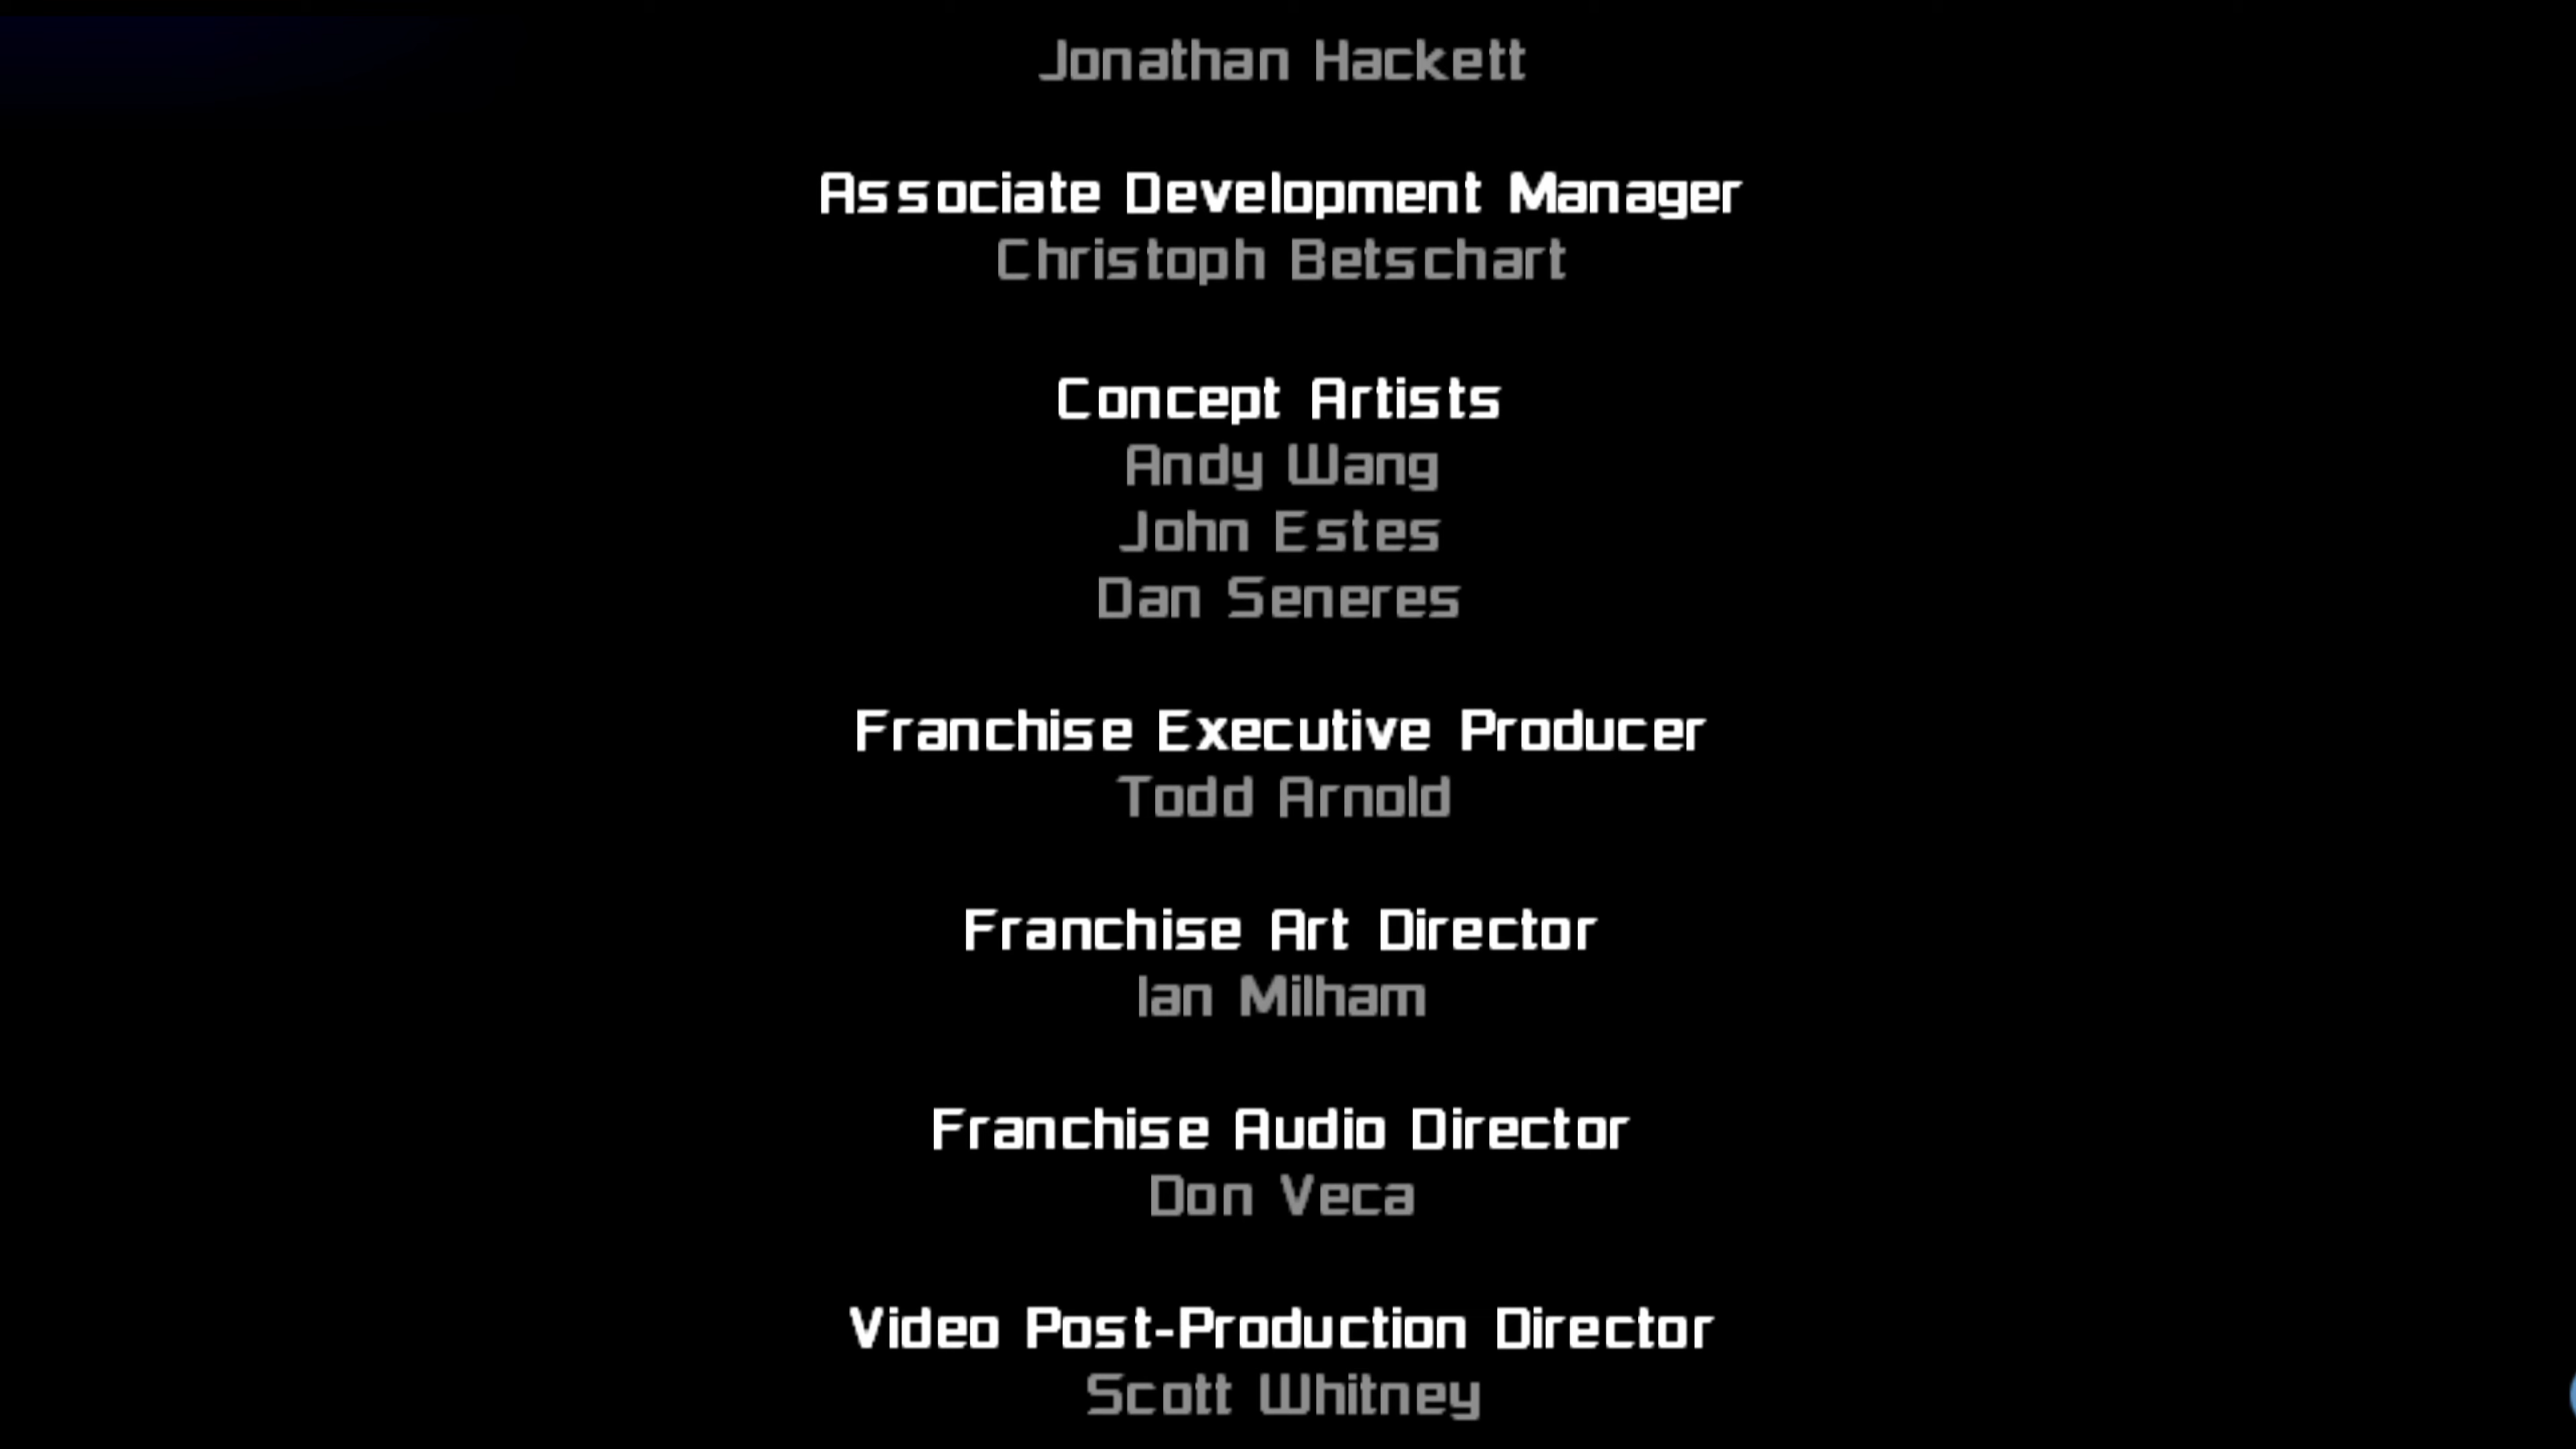 Jonathan Hackett
Associate Development Manager
Christoph Betschart
Concept Artists
Andy Wang
John Estes
Dan Seneres
Franchise Executive Producer
Todd Arnold
Franchise Art Director
Ian Milham
Franchise Audio Director
Don Veca
Video Post-Production Director
Scott Whitney